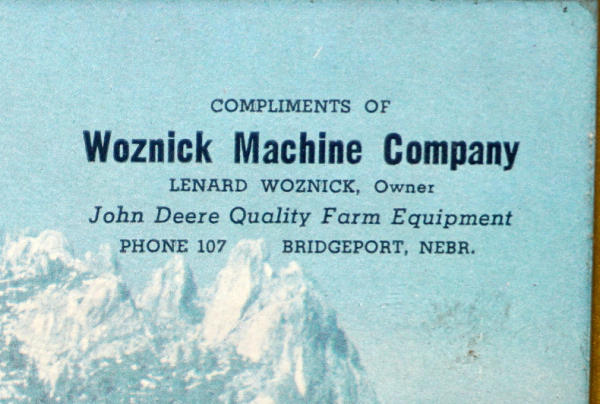 COMPLIMENTS OF
Woznick Machine Company
LENARD WOZNICK, Owner
John Deere Quality Farm Equipment
PHONE 107 BRIDGEPORT, NEBR.